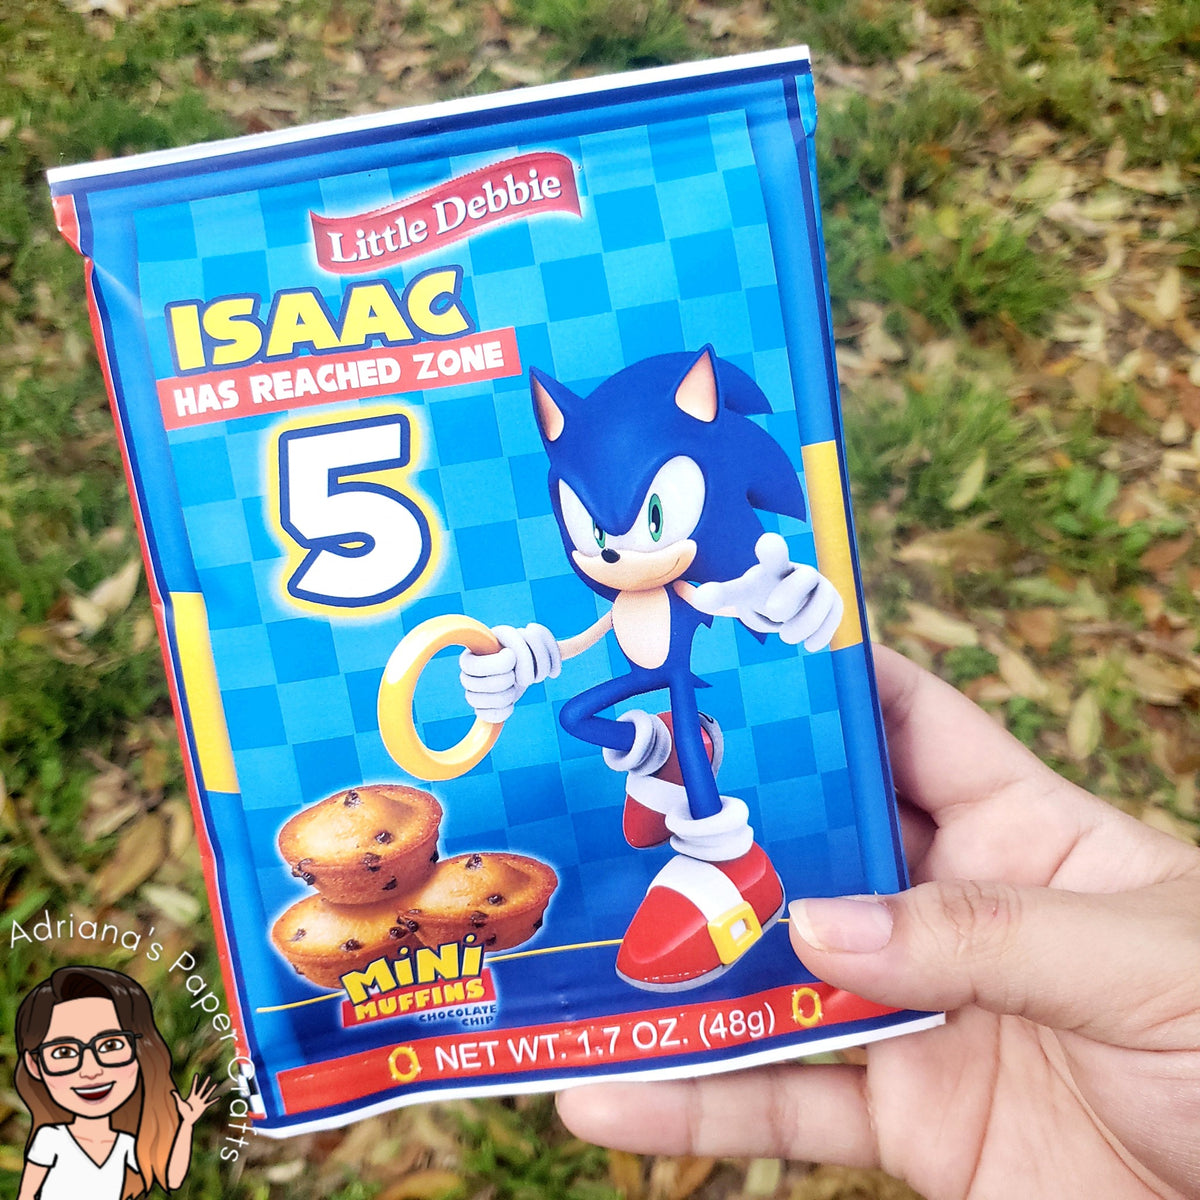 Little Debbie
ISAAC
HAS REACHED ZONE
5
MiNi
MUFFINS
CHOCOLATE
CHIP
NET WT. 1.7 OZ. (48g)
Adriana's Paper Crafts